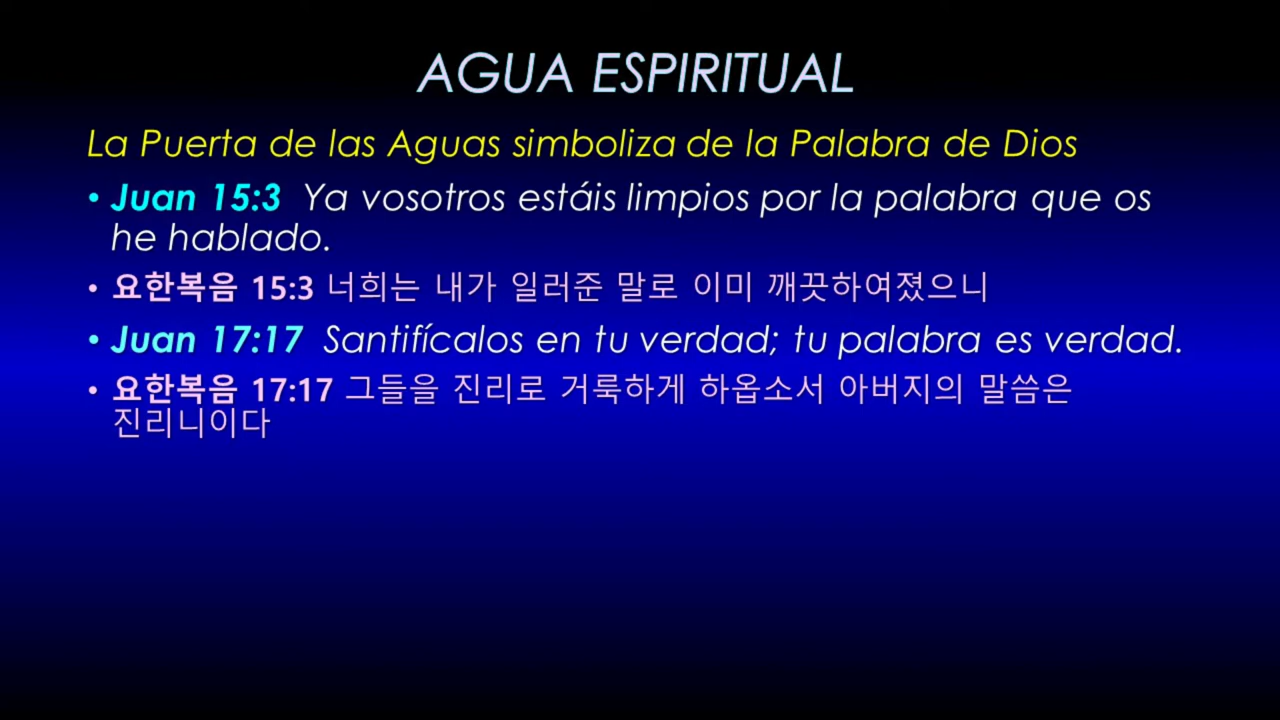 AGUA ESPIRITUAL
La Puerta de las Aguas simboliza de la Palabra de Dios
• Juan 15:3 Ya vosotros estáis limpios por la palabra que os
he hablado.
• 요한복음 15:3 너희는 내가 일러준 말로 이미 깨끗하여졌으니
• Juan 17:17 Santifícalos en tu verdad; tu palabra es verdad.
• 요한복음 17:17 그들을 진리로 거룩하게 하옵소서 아버지의 말씀은
진리니이다